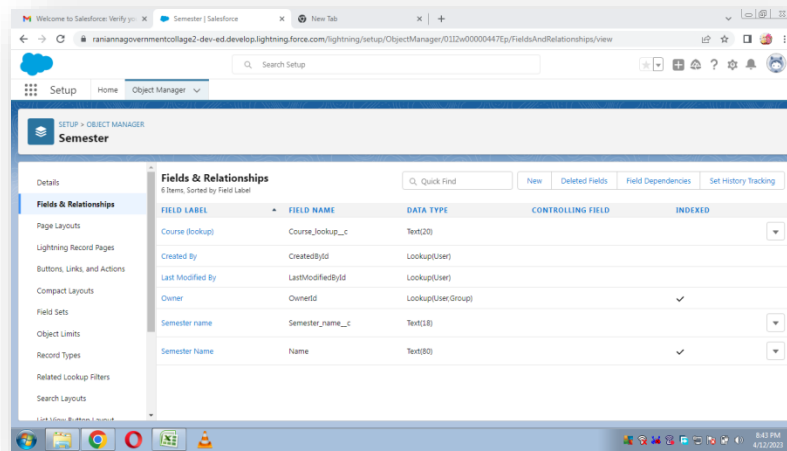 Welcome to Salesforce: Verify yo
Semester | Salesforce
New Tab
raniannagovernmentcollage2-dev-ed.develop.lightning.force.com/lightning/setup/ObjectManager/01I2w00000447Ep/FieldsAndRelationships/view
Search Setup
Setup
Home
Object Manager
SETUP > OBJECT MANAGER
Semester
Details
Fields & Relationships
Page Layouts
Lightning Record Pages
Buttons, Links, and Actions
Compact Layouts
Field Sets
Object Limits
Record Types
Related Lookup Filters
Search Layouts
List View Button Layout
Fields & Relationships
6 Items, Sorted by Field Label
Quick Find
New
Deleted Fields
Field Dependencies
Set History Tracking
FIELD LABEL FIELD NAME DATA TYPE CONTROLLING FIELD INDEXED
Course (lookup) Course_lookup__c Text(20)
Created By CreatedById Lookup(User)
Last Modified By LastModifiedById Lookup(User)
Owner OwnerId Lookup(User,Group)
Semester name Semester_name__c Text(18)
Semester Name Name Text(80)
8:43 PM
4/12/2023